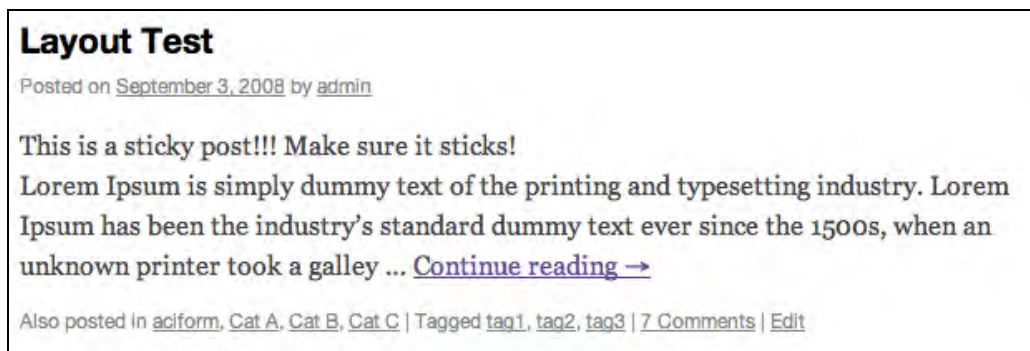 Layout Test
Posted on September 3, 2008 by admin
This is a sticky post!!! Make sure it sticks!
Lorem Ipsum is simply dummy text of the printing and typesetting industry. Lorem
Ipsum has been the industry’s standard dummy text ever since the 1500s, when an
unknown printer took a galley ... Continue reading →
Also posted in aciform, Cat A, Cat B, Cat C | Tagged tag1, tag2, tag3 | 7 Comments | Edit